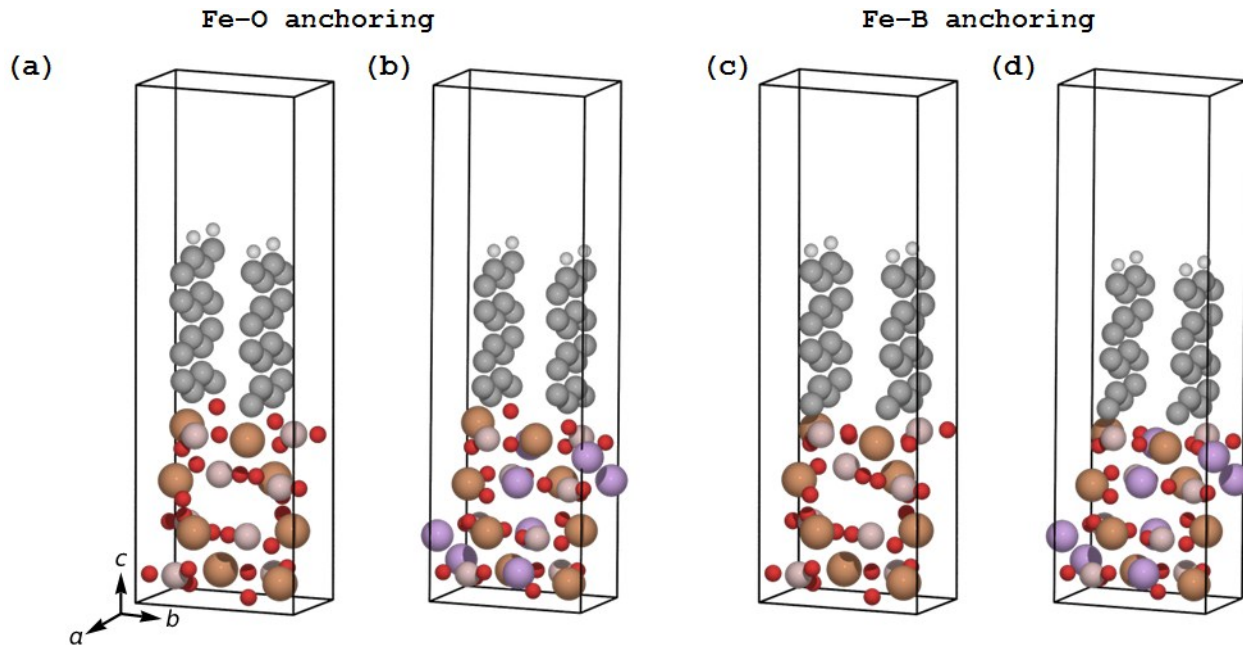 Fe-O anchoring
Fe-B anchoring
(a)
(b)
(c)
(d)
c
a
b